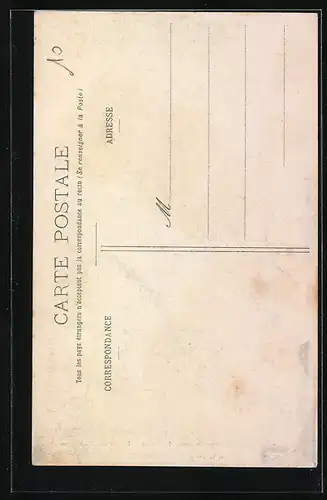 10
CARTE POSTALE
Tous les pays étrangers n'acceptent pas la correspondance au recto (Se renseigner à la Poste)
CORRESPONDANCE
ADRESSE
M